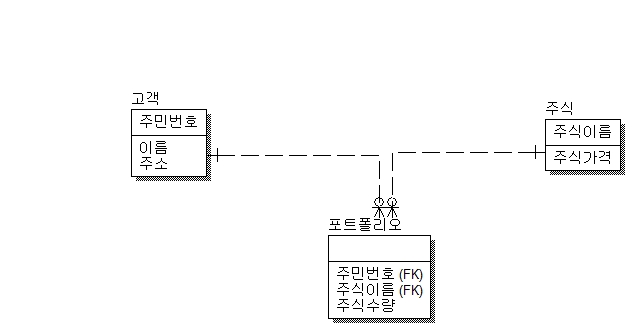 고객
주민번호
이름
주소
주식
주식이름
주식가격
포트폴리오
주민번호 (FK)
주식이름 (FK)
주식수량